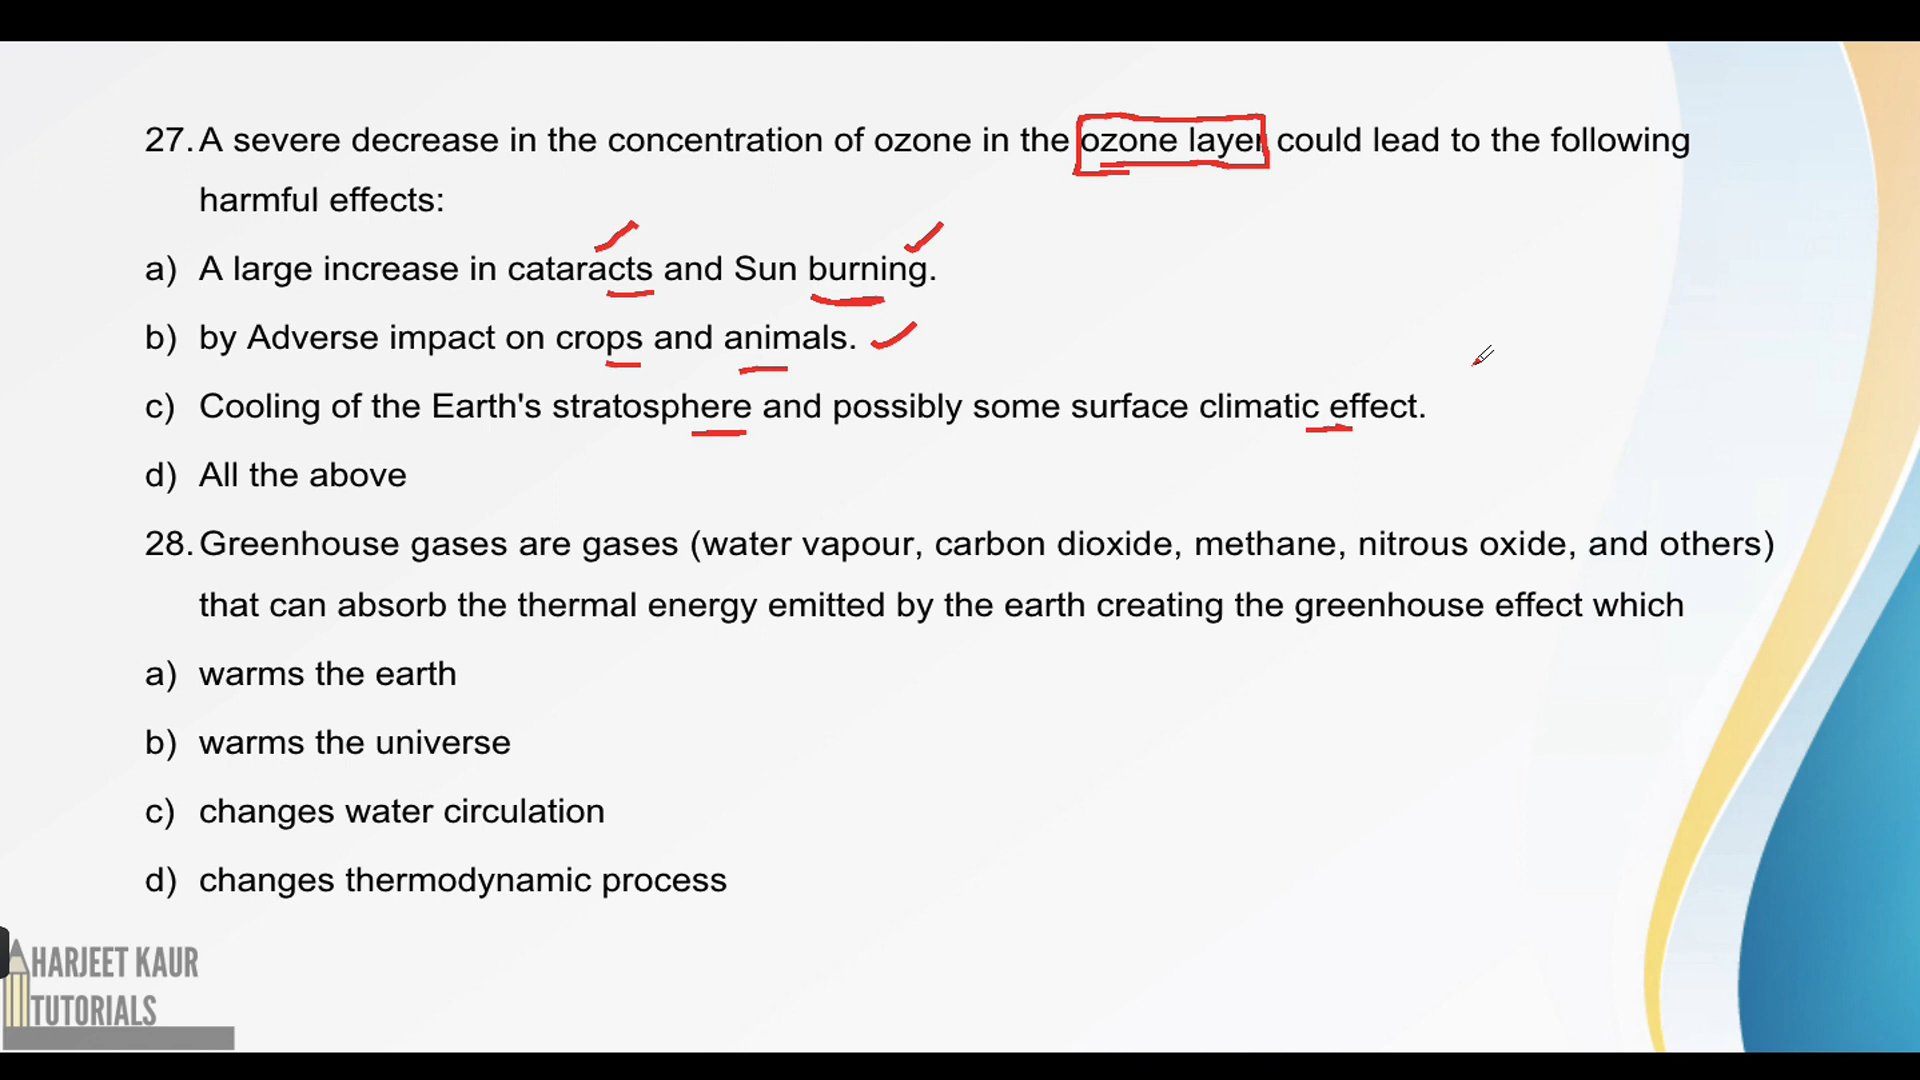 27. A severe decrease in the concentration of ozone in the ozone layer could lead to the following
harmful effects:
a) A large increase in cataracts and Sun burning.
b) by Adverse impact on crops and animals.
c) Cooling of the Earth's stratosphere and possibly some surface climatic effect.
d) All the above
28. Greenhouse gases are gases (water vapour, carbon dioxide, methane, nitrous oxide, and others)
that can absorb the thermal energy emitted by the earth creating the greenhouse effect which
a) warms the earth
b) warms the universe
c) changes water circulation
d) changes thermodynamic process
HARJEET KAUR
TUTORIALS